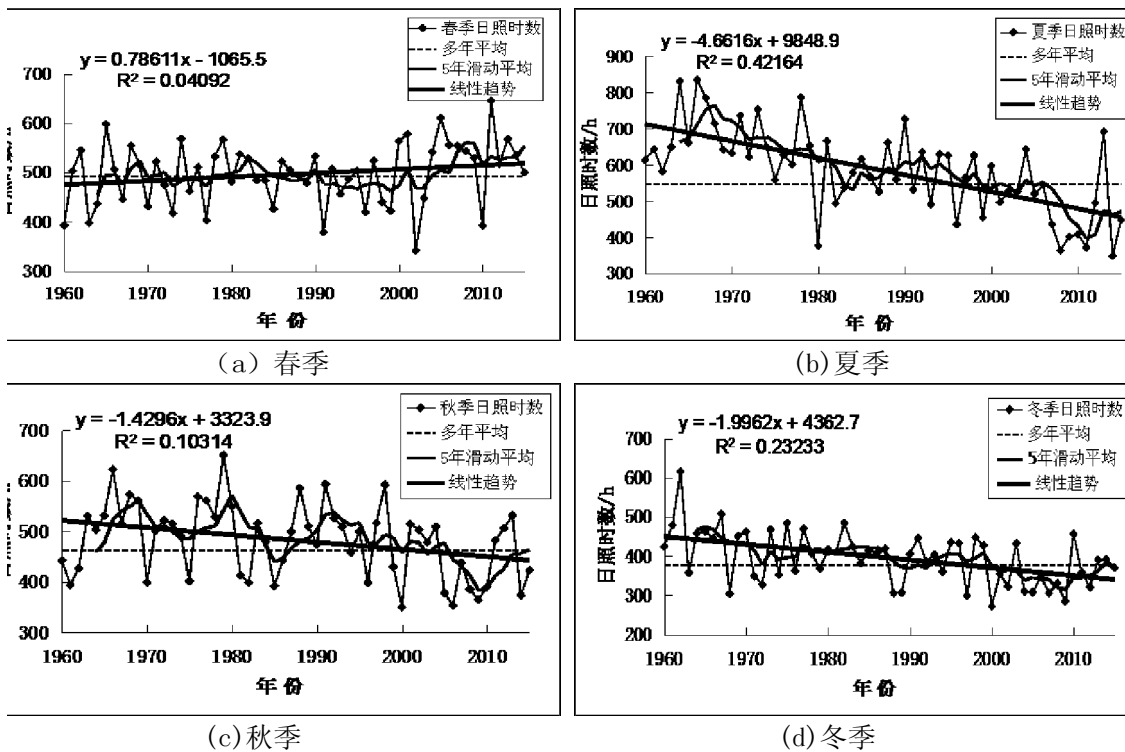 春季日照时数
多年平均
5年滑动平均
线性趋势
y = 0.78611x - 1065.5
R² = 0.04092
700
600
500
400
300
1960 1970 1980 1990 2000 2010
年 份
(a) 春季
夏季日照时数
多年平均
5年滑动平均
线性趋势
y = -4.6616x + 9848.9
R² = 0.42164
900
800
700
600
500
400
300
日照时数/h
1960 1970 1980 1990 2000 2010
年 份
(b)夏季
秋季日照时数
多年平均
5年滑动平均
线性趋势
y = -1.4296x + 3323.9
R² = 0.10314
700
600
500
400
300
1960 1970 1980 1990 2000 2010
年 份
(c)秋季
冬季日照时数
多年平均
5年滑动平均
线性趋势
y = -1.9962x + 4362.7
R² = 0.23233
700
600
500
400
300
200
日照时数/h
1960 1970 1980 1990 2000 2010
年 份
(d)冬季